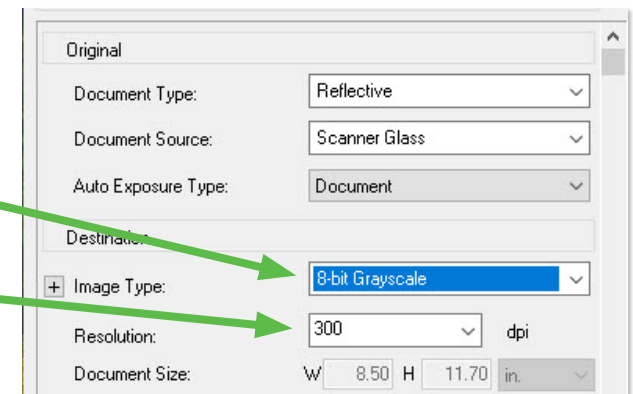 Original
Document Type: Reflective
Document Source: Scanner Glass
Auto Exposure Type: Document
Destination
+ Image Type: 8-bit Grayscale
Resolution: 300 dpi
Document Size: W 8.50 H 11.70 in.